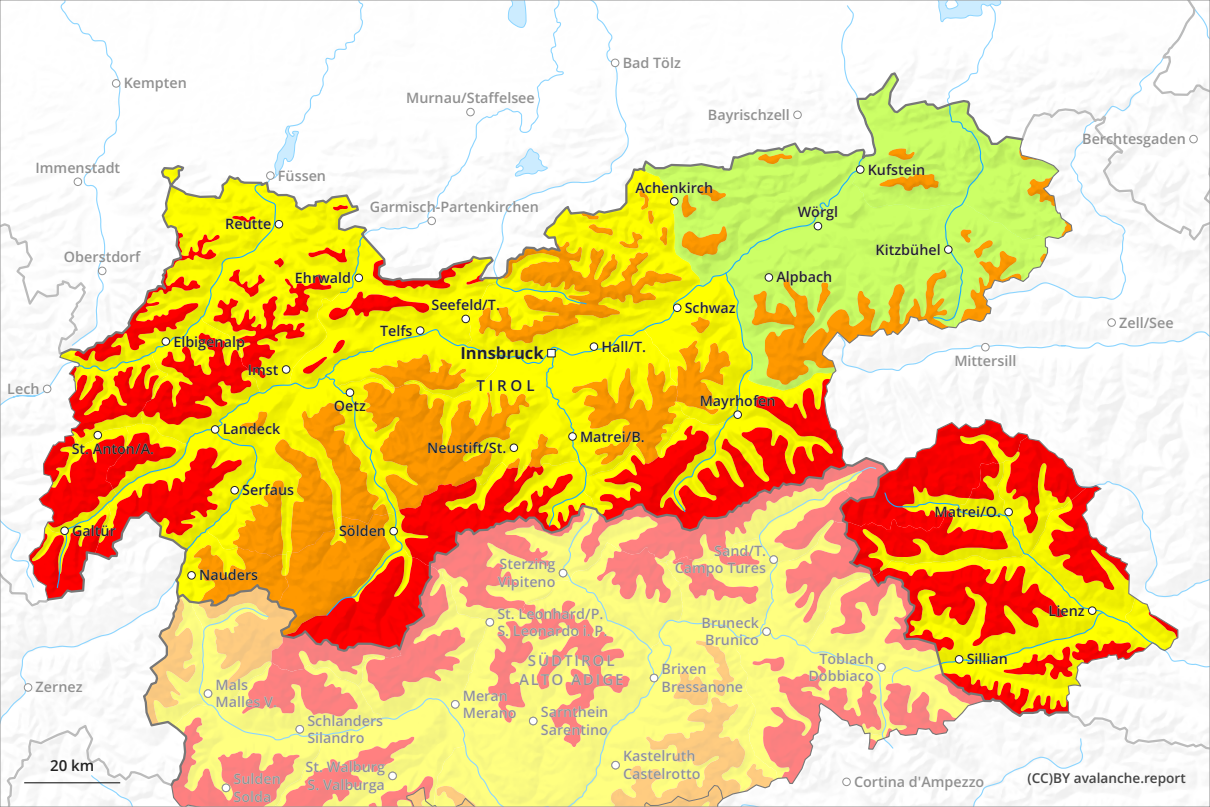 Kempten
Bad Tölz
Murnau/Staffelsee
Bayrischzell
Berchtesgaden
Immenstadt
Füssen
Kufstein
Achenkirch
Garmisch-Partenkirchen
Wörgl
Reutte
Oberstdorf
Kitzbühel
Ehrwald
Alpbach
Seefeld/T.
Schwaz
Telfs
Zell/See
Elbigenalp
Innsbruck
Hall/T.
Mittersill
Imst
TIROL
Lech
Oetz
Mayrhofen
Landeck
Matrei/B.
St. Anton/A.
Neustift/St.
Serfaus
Matrei/O.
Galtür
Sölden
Sand/T.
Campo Tures
Sterzing
Vipiteno
Nauders
Lienz
St. Leonhard/P.
S. Leonardo i. P.
Bruneck
Brunico
Sillian
SÜDTIROL
ALTO ADIGE
Toblach
Dobbiaco
Brixen
Bressanone
Zernez
Mals
Malles V.
Meran
Merano
Sarnthein
Sarentino
Schlanders
Silandro
Kastelruth
Castelrotto
St. Walburg
S. Valburga
20 km
Sulden
Solda
Cortina d'Ampezzo
(CC)BY avalanche.report